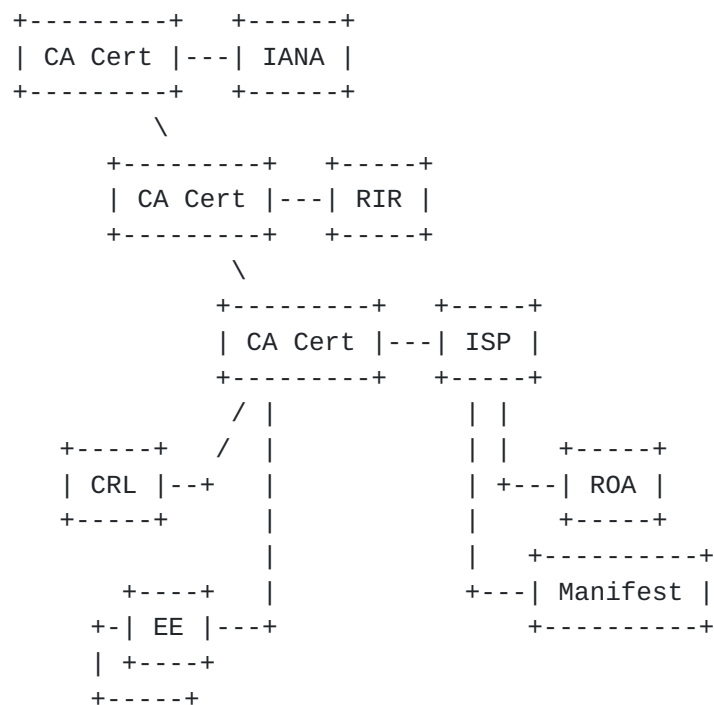 CA Cert IANA
CA Cert RIR
CA Cert ISP
CRL ROA
Manifest
EE